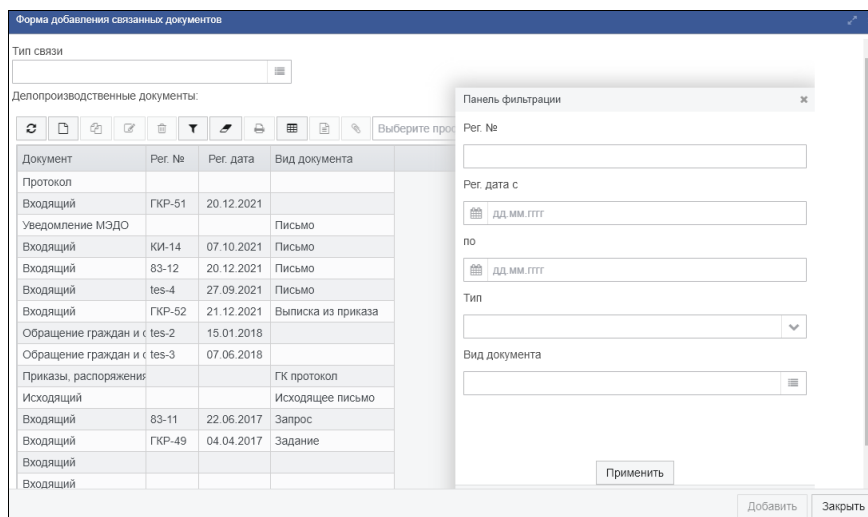 Форма добавления связанных документов
Тип связи
Делопроизводственные документы:
Выберите
Документ Рег. № Рег. дата Вид документа
Протокол
Входящий ГКР-51 20.12.2021
Уведомление МЭДО Письмо
Входящий КИ-14 07.10.2021 Письмо
Входящий 83-12 20.12.2021 Письмо
Входящий tes-4 27.09.2021 Письмо
Входящий ГКР-52 21.12.2021 Выписка из приказа
Обращение граждан и tes-2 15.01.2018
Обращение граждан и tes-3 07.06.2018
Приказы, распоряжения ГК протокол
Исходящий Исходящее письмо
Входящий 83-11 22.06.2017 Запрос
Входящий ГКР-49 04.04.2017 Задание
Входящий
Входящий
Панель фильтрации
Рег. №
Рег. дата с
дд.мм.гггг
по
дд.мм.гггг
Тип
Вид документа
Применить
Добавить Закрыть